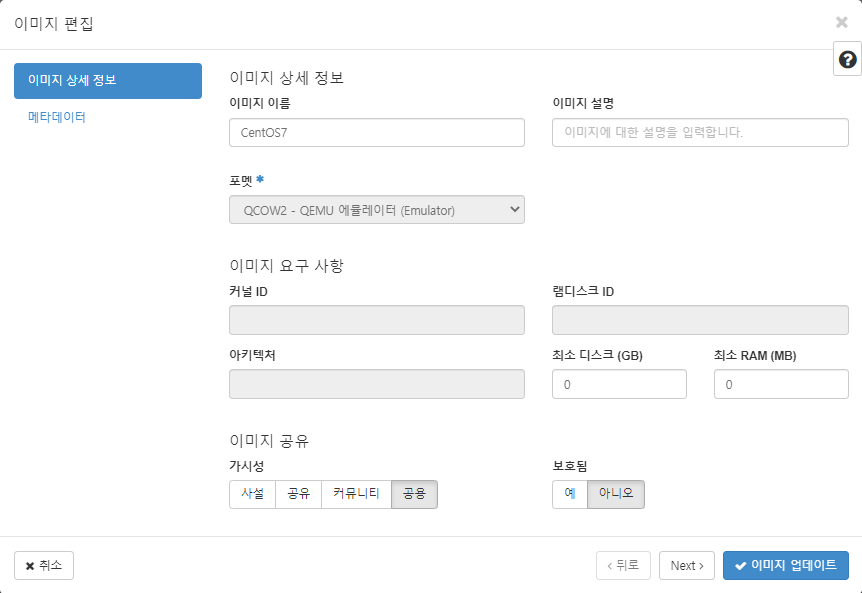 이미지 편집
×
이미지 상세 정보
메타데이터
?
이미지 상세 정보
이미지 이름
이미지 설명
CentOS7
이미지에 대한 설명을 입력합니다.
포멧 *
QCOW2 - QEMU 에뮬레이터 (Emulator)
이미지 요구 사항
커널 ID
램디스크 ID
아키텍처
최소 디스크 (GB)
최소 RAM (MB)
0
0
이미지 공유
가시성
보호됨
사설 공유 커뮤니티 공용
예 아니오
× 취소
‹ 뒤로
Next ›
✔ 이미지 업데이트